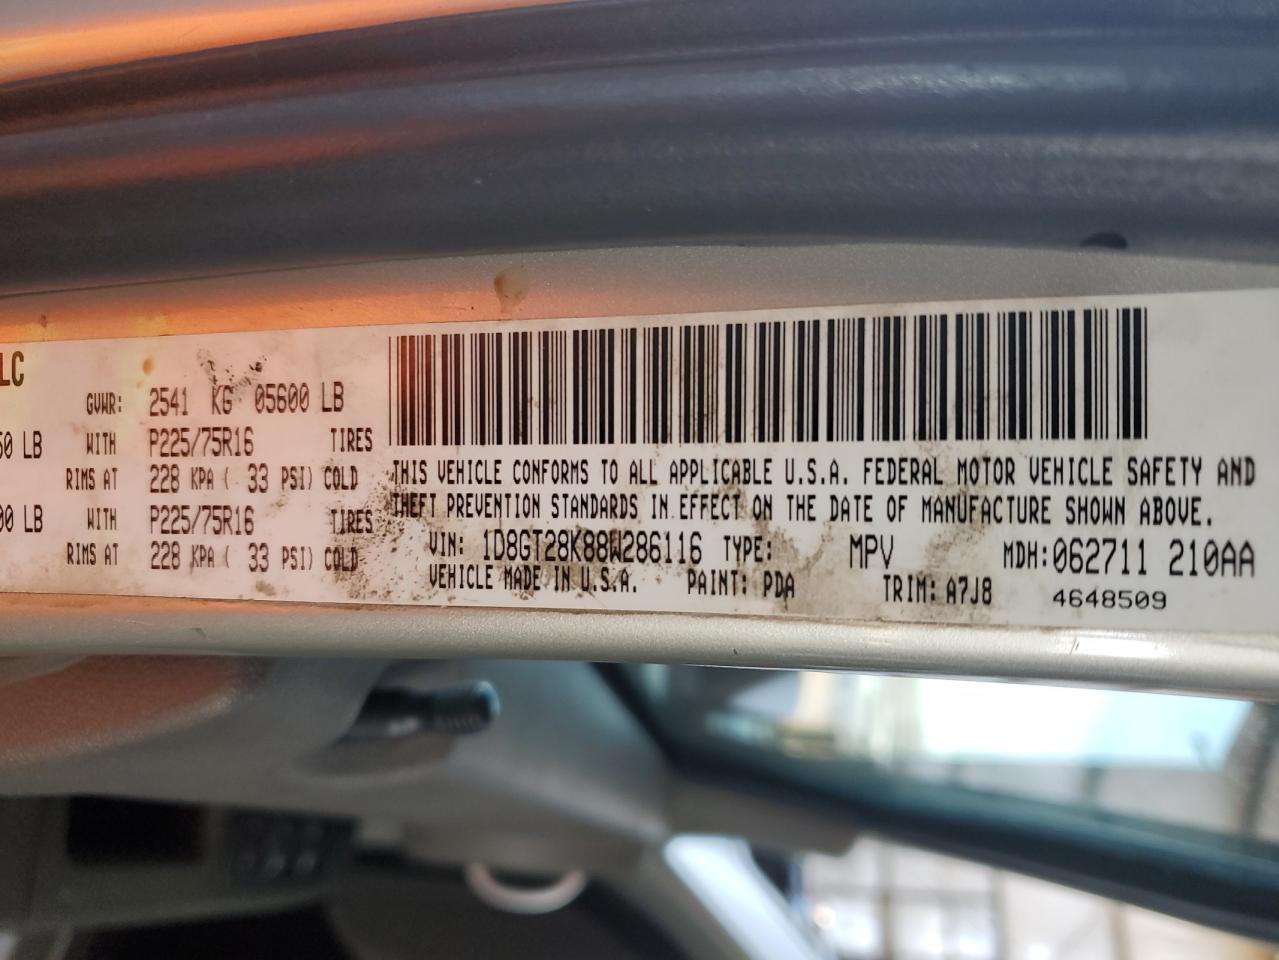 LC
GVWR: 2541 KG 05600 LB
50 LB WITH P225/75R16 TIRES
RIMS AT 228 KPA ( 33 PSI) COLD
00 LB WITH P225/75R16 TIRES
RIMS AT 228 KPA ( 33 PSI) COLD
THIS VEHICLE CONFORMS TO ALL APPLICABLE U.S.A. FEDERAL MOTOR VEHICLE SAFETY AND
THEFT PREVENTION STANDARDS IN EFFECT ON THE DATE OF MANUFACTURE SHOWN ABOVE.
VIN: 1D8GT28K88W286116 TYPE: MPV MDH:062711 210AA
VEHICLE MADE IN U.S.A. PAINT: PDA TRIM: A7J8 4648509